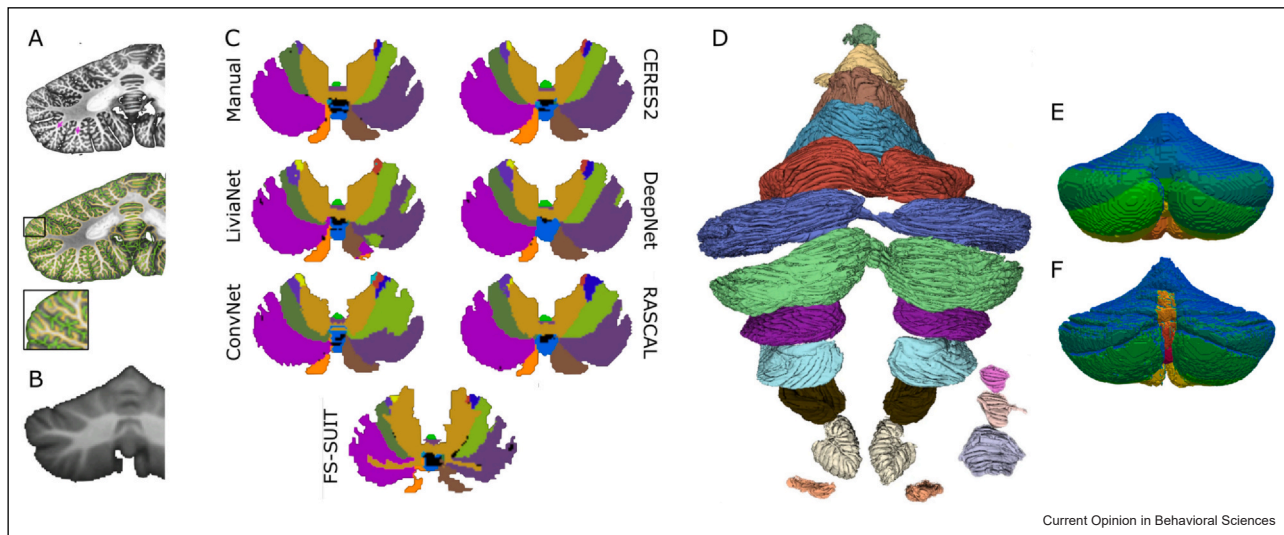 A
B
C
Manual
CERES2
LiviaNet
DeepNet
ConvNet
RASCAL
FS-SUIT
D
E
F
Current Opinion in Behavioral Sciences